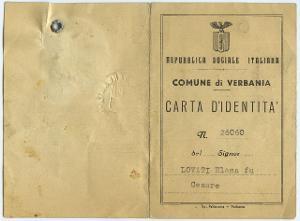 REPUBBLICA SOCIALE ITALIANA
COMUNE di VERBANIA
CARTA D'IDENTITA'
N. 26060
del Signor
LOVATI Elena fu
Cesare